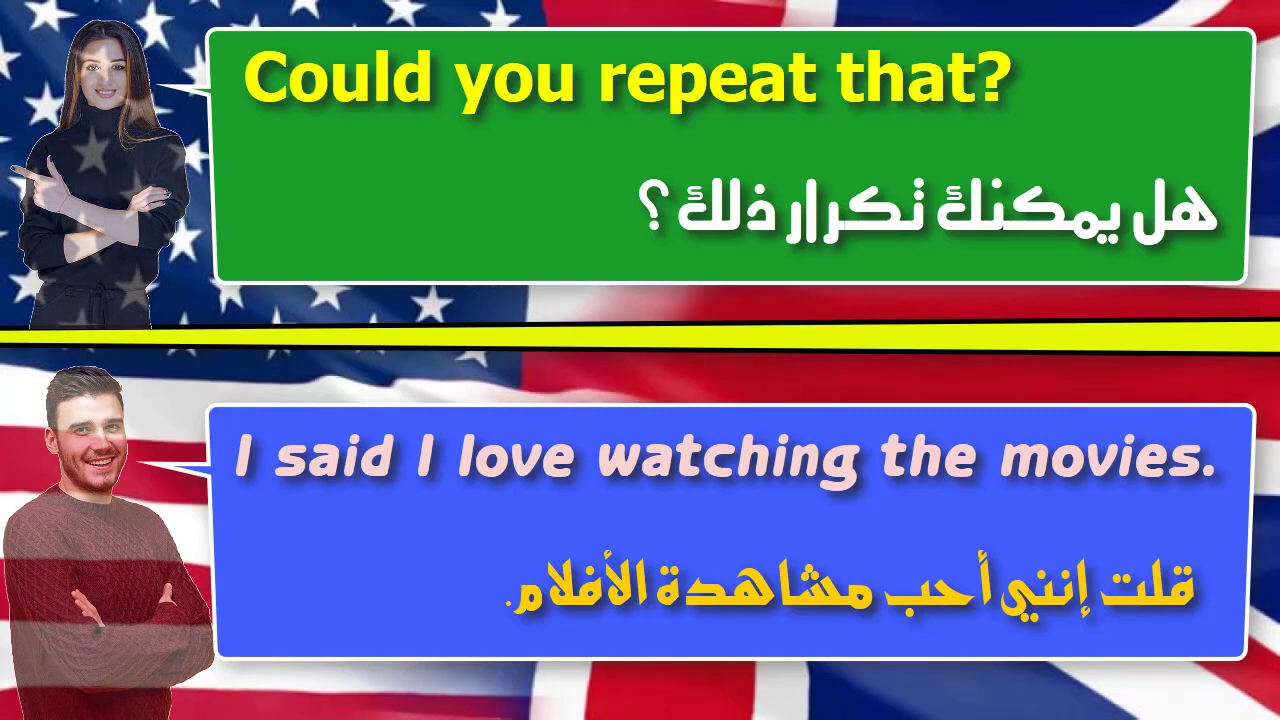 Could you repeat that?
هل يمكنك تكرار ذلك ؟
I said I love watching the movies.
قلت إنني أحب مشاهدة الأفلام.